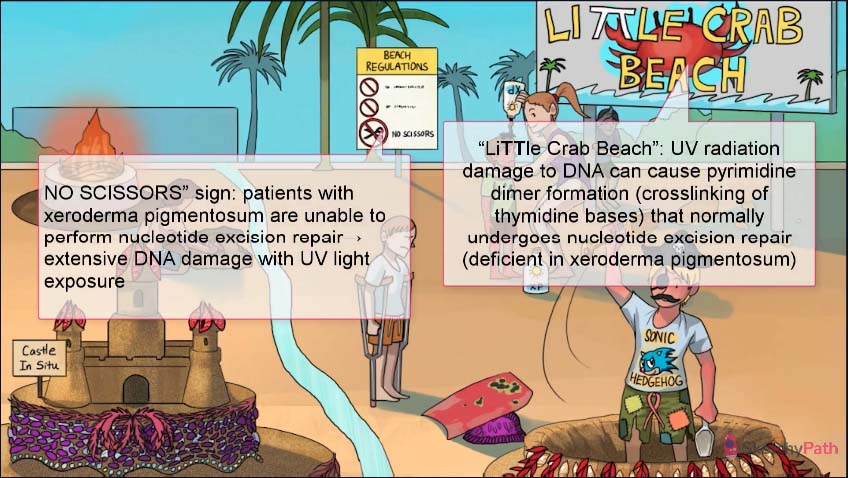 LiTTLE CRAB
BEACH
BEACH
REGULATIONS
NO SCISSORS
XP
NO SCISSORS” sign: patients with
xeroderma pigmentosum are unable to
perform nucleotide excision repair →
extensive DNA damage with UV light
exposure
“LiTTle Crab Beach”: UV radiation
damage to DNA can cause pyrimidine
dimer formation (crosslinking of
thymidine bases) that normally
undergoes nucleotide excision repair
(deficient in xeroderma pigmentosum)
XP
Castle
In Situ
SONIC
HEDGEHOG
SketchyPath